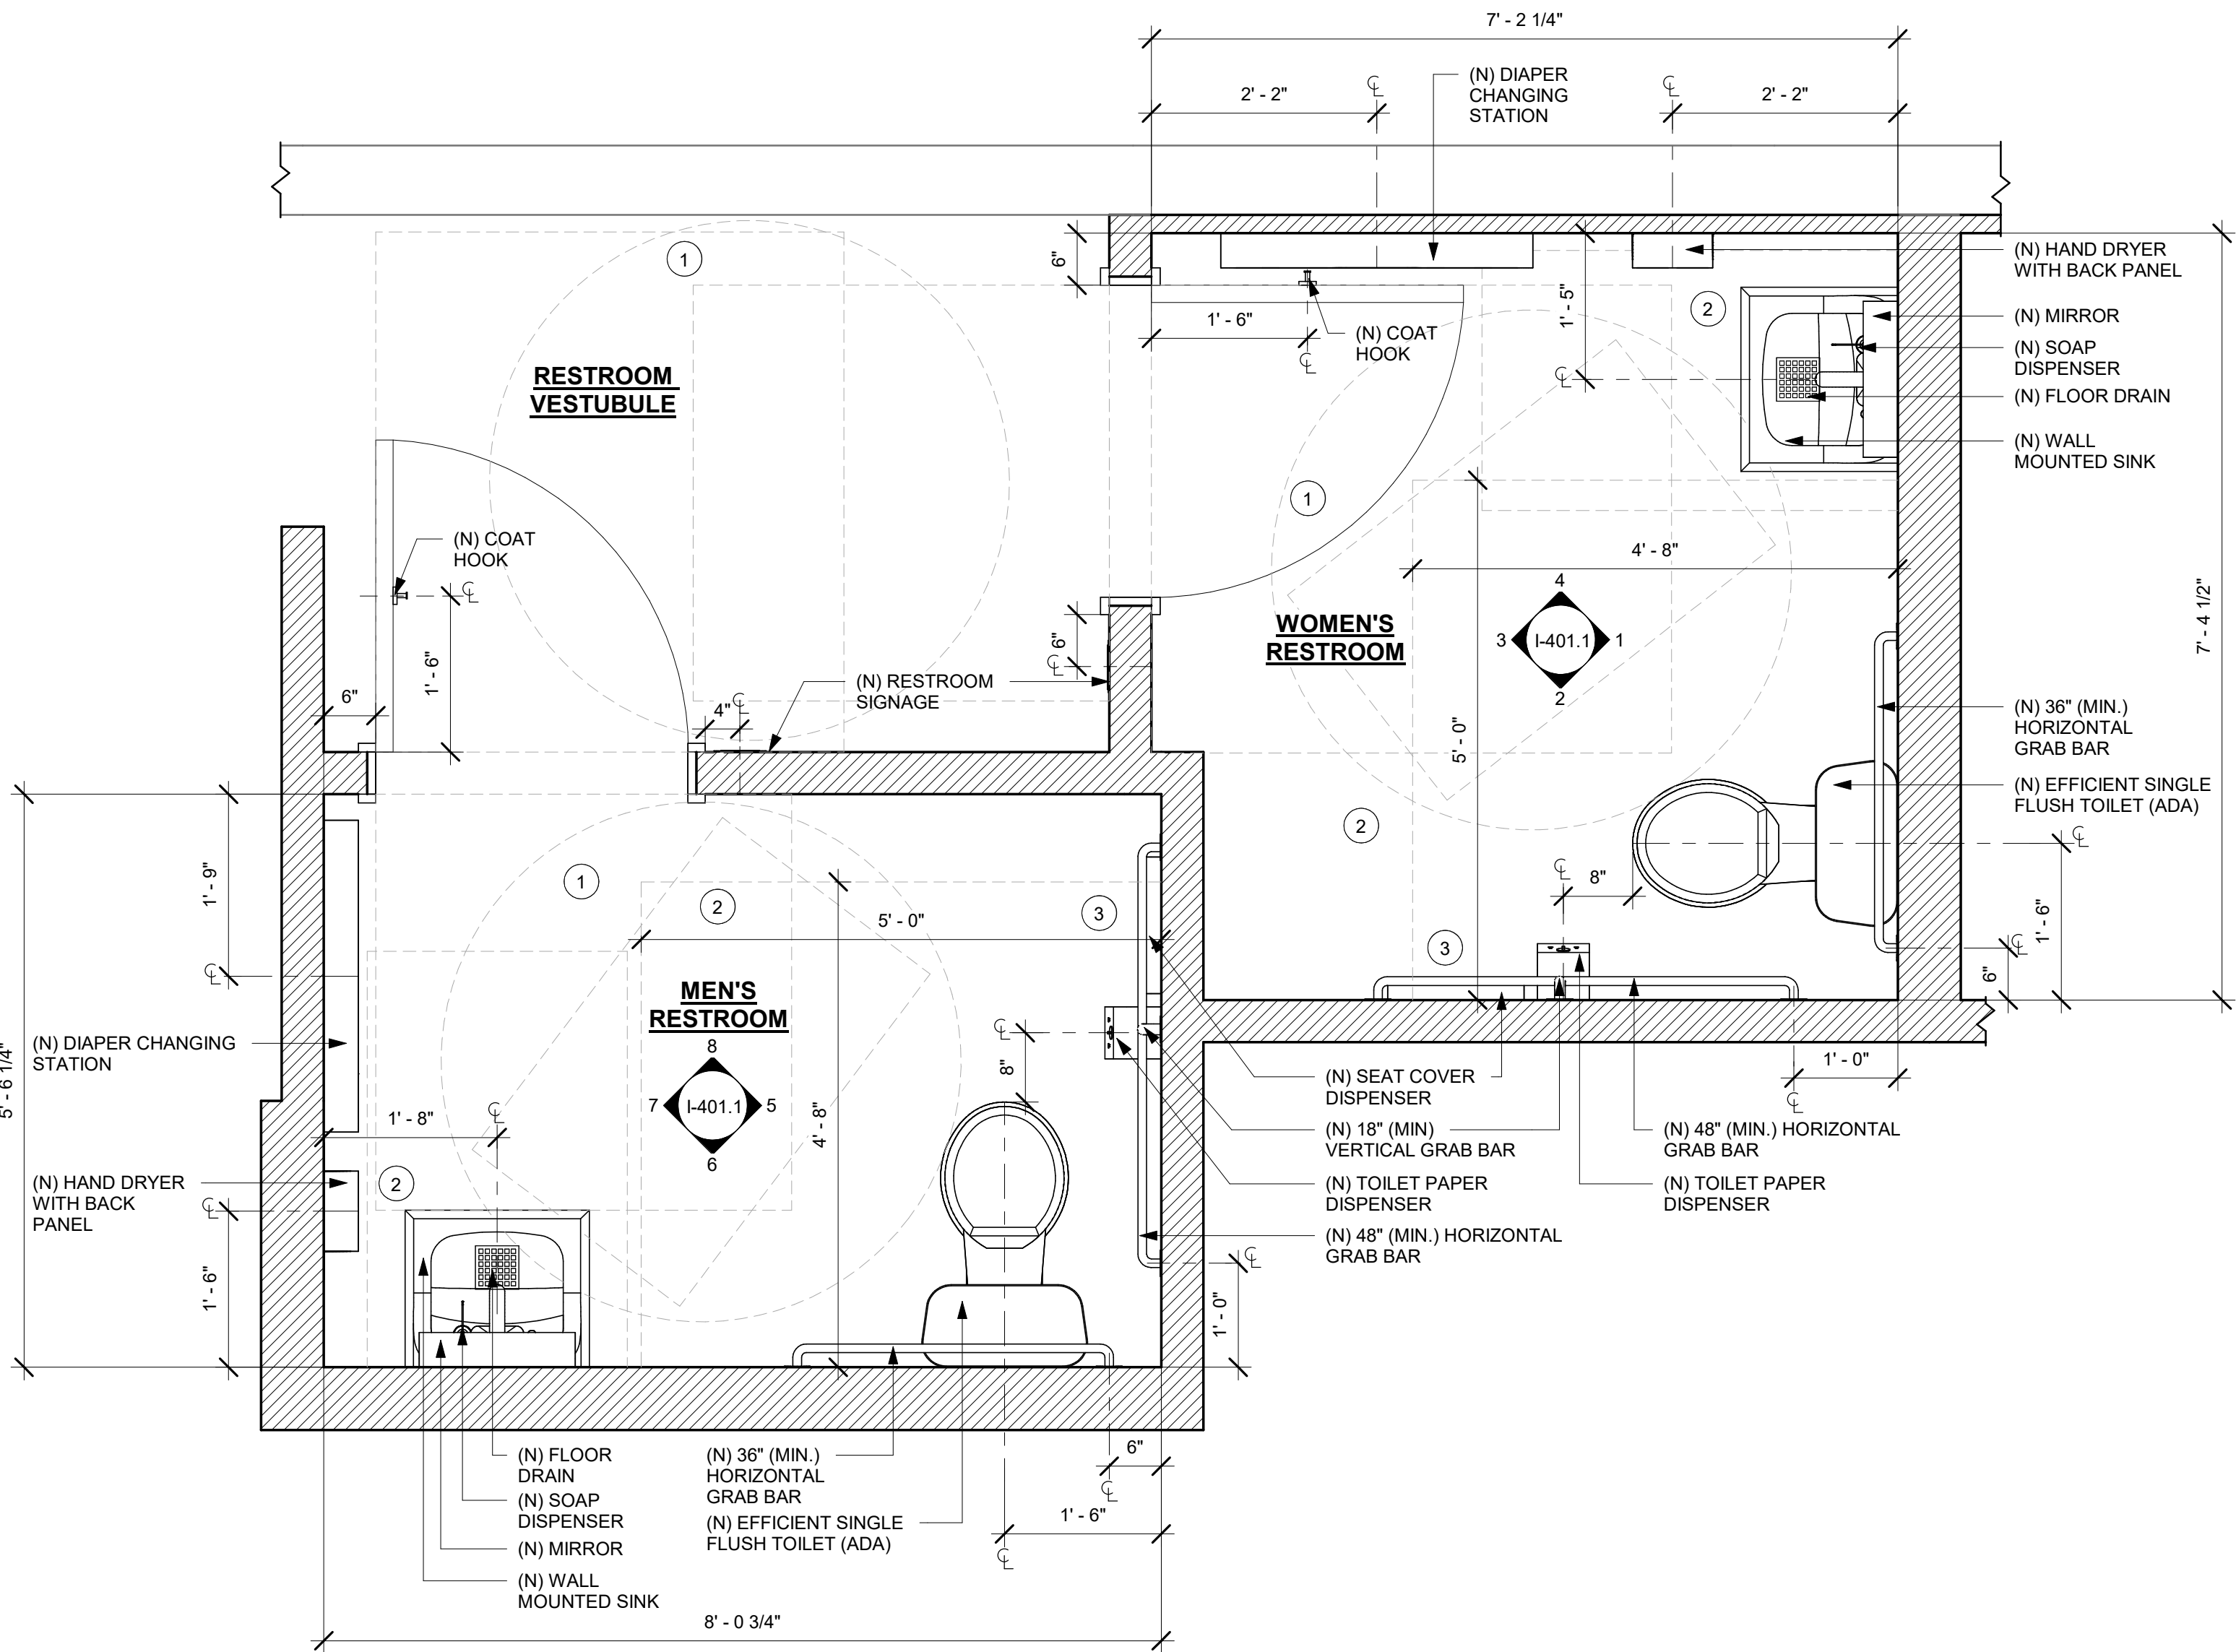 7' - 2 1/4"
2' - 2"
℄
(N) DIAPER
CHANGING
STATION
℄
2' - 2"
1
6"
1' - 5"
2
(N) HAND DRYER
WITH BACK PANEL
1' - 6"
℄
(N) COAT
HOOK
℄
(N) MIRROR
(N) SOAP
DISPENSER
(N) FLOOR DRAIN
(N) WALL
MOUNTED SINK
RESTROOM
VESTUBULE
1
(N) COAT
HOOK
℄
1' - 6"
6"
4' - 8"
5' - 0"
WOMEN'S
RESTROOM
4
3
I-401.1
1
2
7' - 4 1/2"
6"
℄
(N) RESTROOM
SIGNAGE
4"
℄
(N) 36" (MIN.)
HORIZONTAL
GRAB BAR
(N) EFFICIENT SINGLE
FLUSH TOILET (ADA)
2
℄
8"
℄
1' - 6"
3
℄
6"
1' - 0"
℄
1' - 9"
℄
1
2
3
5' - 0"
MEN'S
RESTROOM
8
7
I-401.1
5
6
4' - 8"
℄
8"
5' - 6 1/4"
(N) DIAPER CHANGING
STATION
1' - 8"
℄
(N) HAND DRYER
WITH BACK
PANEL
℄
2
1' - 6"
(N) SEAT COVER
DISPENSER
(N) 18" (MIN)
VERTICAL GRAB BAR
(N) TOILET PAPER
DISPENSER
(N) 48" (MIN.) HORIZONTAL
GRAB BAR
(N) 48" (MIN.) HORIZONTAL
GRAB BAR
(N) TOILET PAPER
DISPENSER
℄
1' - 0"
(N) FLOOR
DRAIN
(N) SOAP
DISPENSER
(N) MIRROR
(N) WALL
MOUNTED SINK
(N) 36" (MIN.)
HORIZONTAL
GRAB BAR
(N) EFFICIENT SINGLE
FLUSH TOILET (ADA)
6"
℄
1' - 6"
℄
8' - 0 3/4"